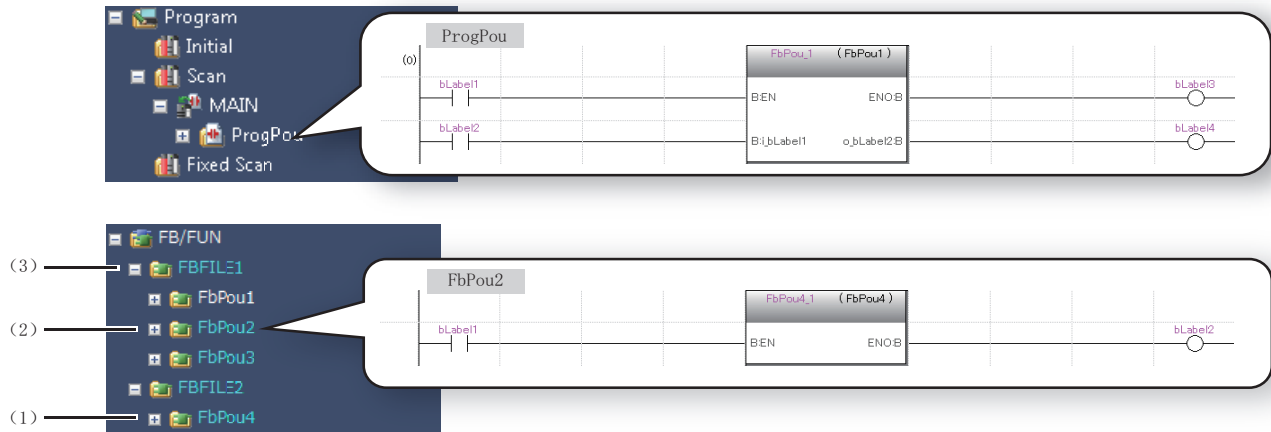 Program
Initial
Scan
MAIN
ProgPou
Fixed Scan
ProgPou
(0)
FbPou_1 (FbPou1)
bLabel1
B:EN ENO:B
bLabel3
bLabel2
B:i_bLabel1 o_bLabel2:B
bLabel4
FB/FUN
(3) FBFILE1
FbPou1
(2) FbPou2
FbPou3
FBFILE2
(1) FbPou4
FbPou2
FbPou4_1 (FbPou4)
bLabel1
B:EN ENO:B
bLabel2